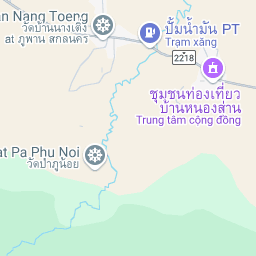 an Nang Toeng
วัดบ้านนางเติ่ง
at ภูพาน สกลนคร
ปั้มน้ำมัน PT
Trạm xăng
2218
ชุมชนท่องเที่ยว
บ้านหนองส่าน
Trung tâm cộng đồng
at Pa Phu Noi
วัดป่าภูน้อย